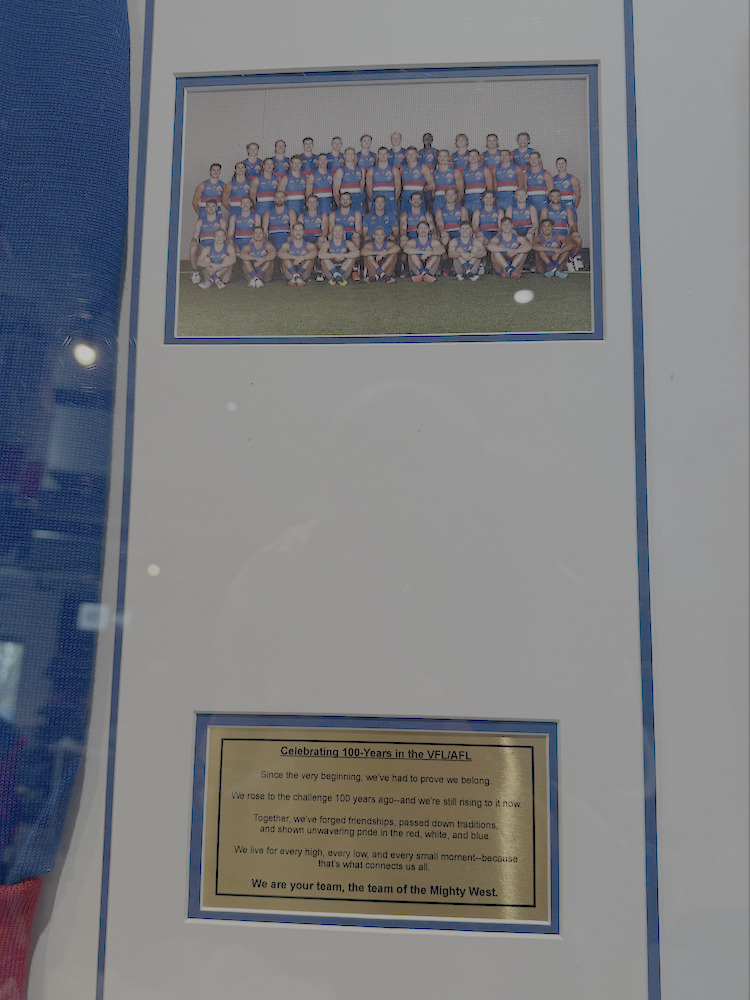 Celebrating 100-Years in the VFL/AFL
Since the very beginning, we've had to prove we belong.
We rose to the challenge 100 years ago--and we're still rising to it now.
Together, we've forged friendships, passed down traditions,
and shown unwavering pride in the red, white, and blue.
We live for every high, every low, and every small moment--because
that's what connects us all.
We are your team, the team of the Mighty West.